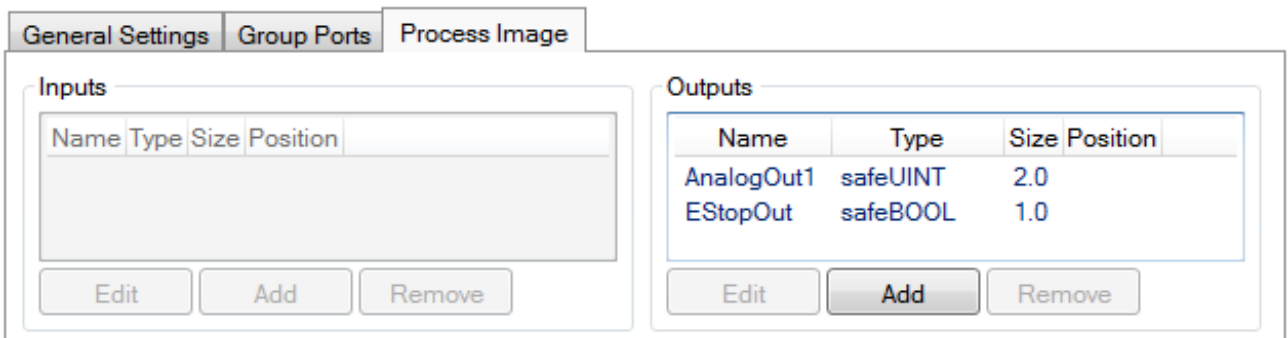 General Settings Group Ports Process Image
Inputs
Name Type Size Position
Edit Add Remove
Outputs
Name Type Size Position
AnalogOut1 safeUINT 2.0
EStopOut safeBOOL 1.0
Edit Add Remove